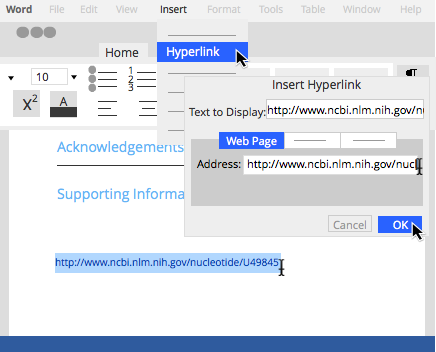 Word File Edit View Insert Format Tools Table Window Help
Home
Hyperlink
10
1
2
3
X2
A
¶
Insert Hyperlink
Text to Display: http://www.ncbi.nlm.nih.gov/nu
Web Page
Address: http://www.ncbi.nlm.nih.gov/nucl
Cancel OK
Acknowledgements
Supporting Informa
http://www.ncbi.nlm.nih.gov/nucleotide/U49845